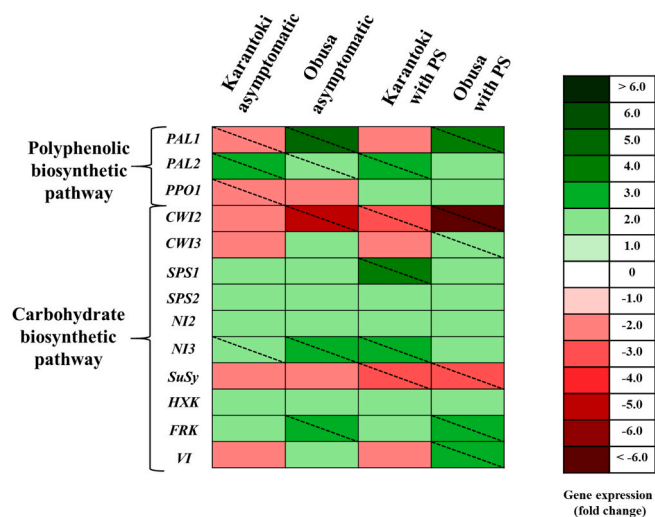 Karantoki
asymptomatic
Obusa
asymptomatic
Karantoki
with PS
Obusa
with PS
Polyphenolic
biosynthetic
pathway
PAL1
PAL2
PPO1
Carbohydrate
biosynthetic
pathway
CWI2
CWI3
SPS1
SPS2
NI2
NI3
SuSy
HXK
FRK
VI
> 6.0
6.0
5.0
4.0
3.0
2.0
1.0
0
-1.0
-2.0
-3.0
-4.0
-5.0
-6.0
< -6.0
Gene expression
(fold change)